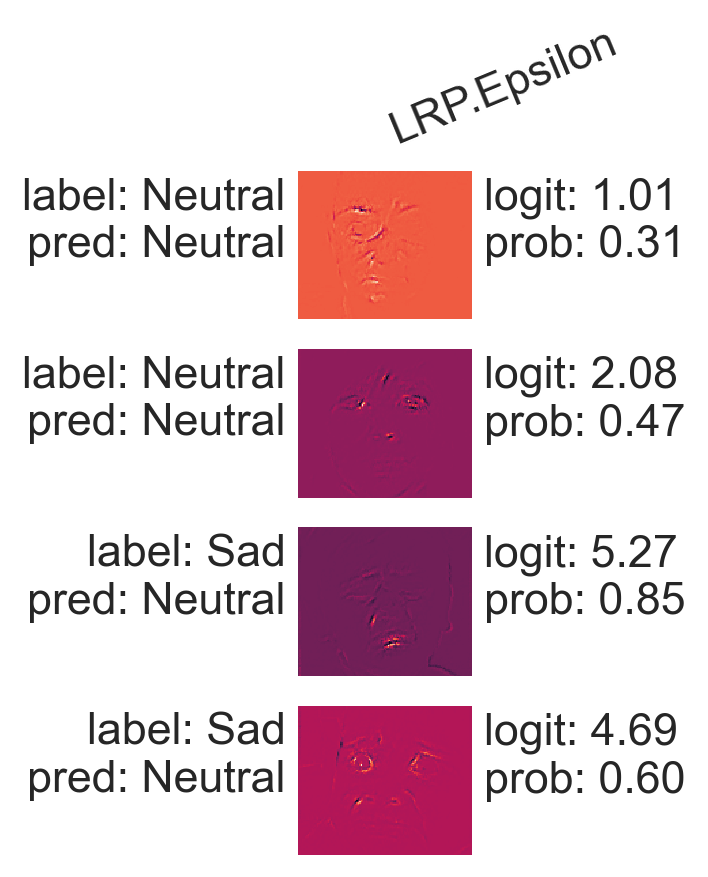 LRP.Epsilon
label: Neutral
pred: Neutral
logit: 1.01
prob: 0.31
label: Neutral
pred: Neutral
logit: 2.08
prob: 0.47
label: Sad
pred: Neutral
logit: 5.27
prob: 0.85
label: Sad
pred: Neutral
logit: 4.69
prob: 0.60